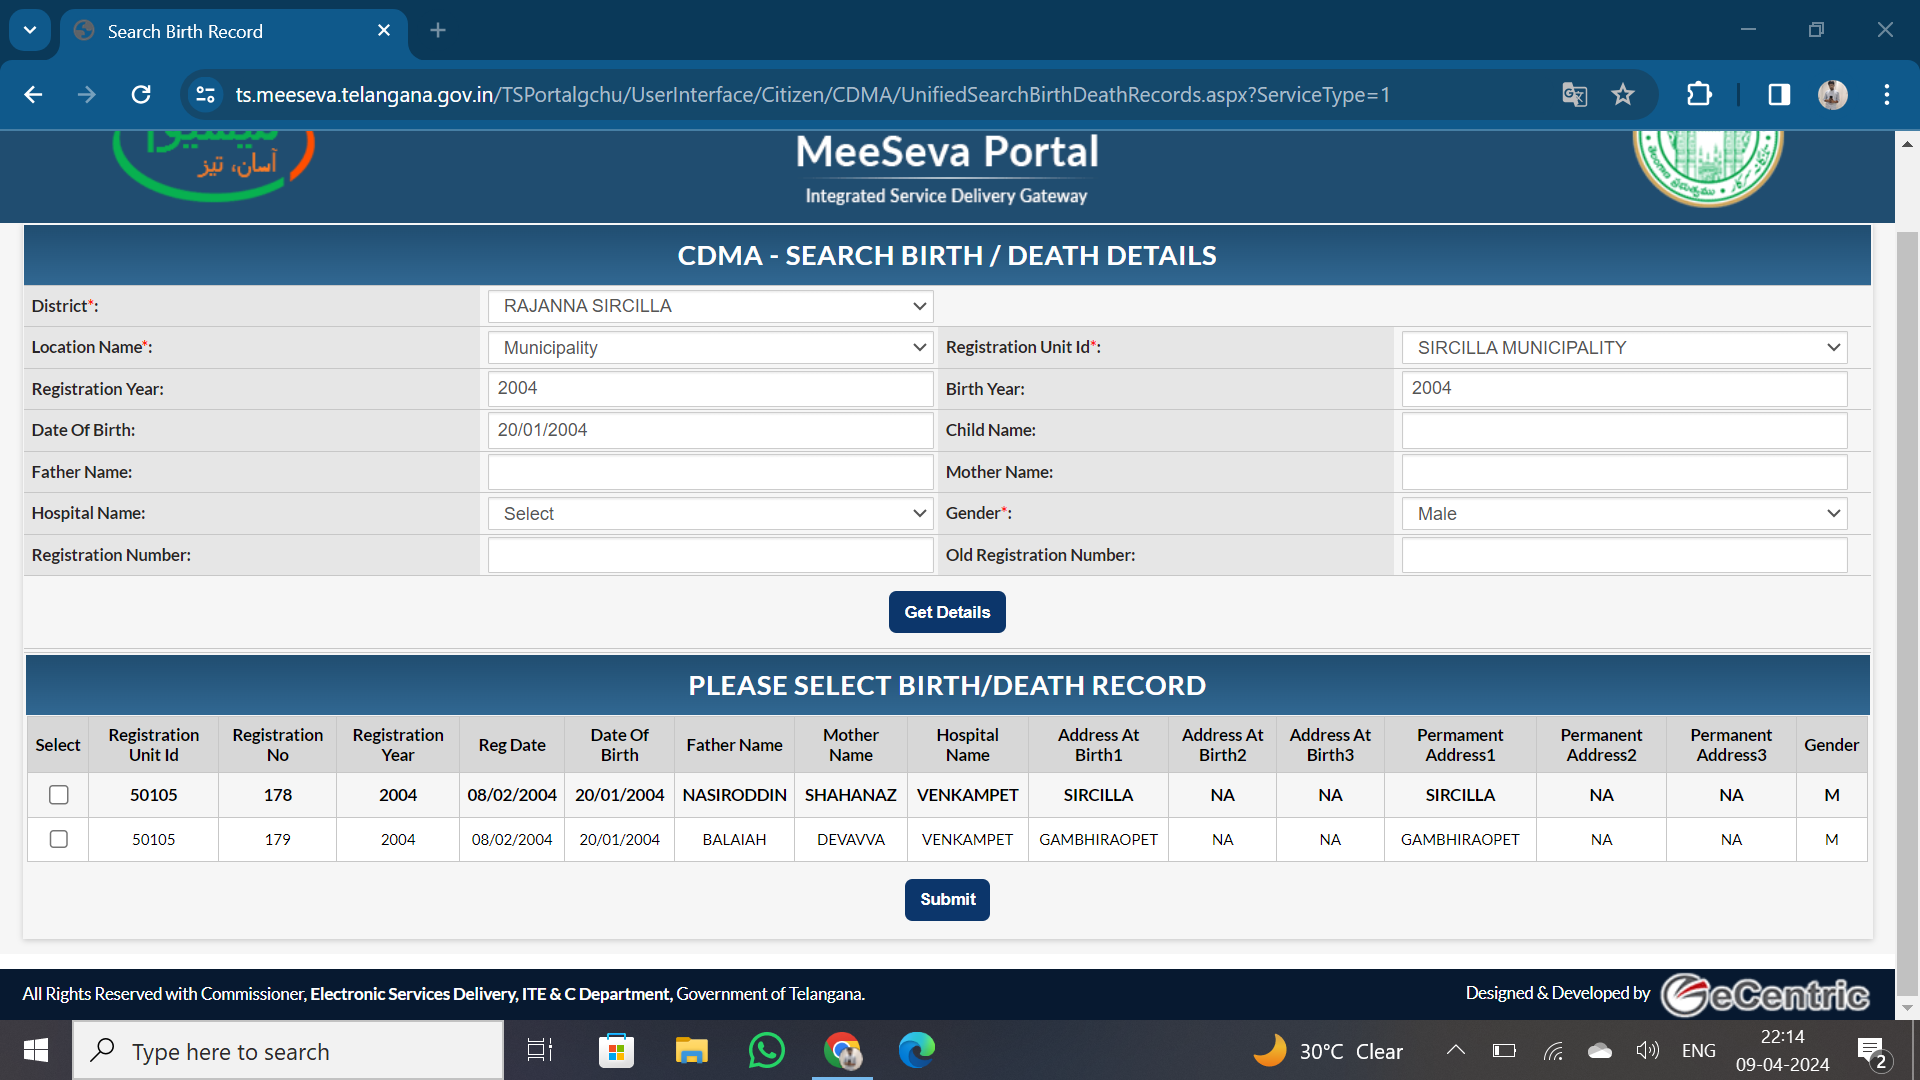 Search Birth Record
ts.meeseva.telangana.gov.in/TSPortalgchu/UserInterface/Citizen/CDMA/UnifiedSearchBirthDeathRecords.aspx?ServiceType=1
آسان، تیز
MeeSeva Portal
Integrated Service Delivery Gateway
CDMA - SEARCH BIRTH / DEATH DETAILS
District*: RAJANNA SIRCILLA
Location Name*: Municipality Registration Unit Id*: SIRCILLA MUNICIPALITY
Registration Year: 2004 Birth Year: 2004
Date Of Birth: 20/01/2004 Child Name:
Father Name: Mother Name:
Hospital Name: Select Gender*: Male
Registration Number: Old Registration Number:
Get Details
PLEASE SELECT BIRTH/DEATH RECORD
Select Registration Unit Id Registration No Registration Year Reg Date Date Of Birth Father Name Mother Name Hospital Name Address At Birth1 Address At Birth2 Address At Birth3 Permament Address1 Permanent Address2 Permanent Address3 Gender
50105 178 2004 08/02/2004 20/01/2004 NASIRODDIN SHAHANAZ VENKAMPET SIRCILLA NA NA SIRCILLA NA NA M
50105 179 2004 08/02/2004 20/01/2004 BALAIAH DEVAVVA VENKAMPET GAMBHIRAOPET NA NA GAMBHIRAOPET NA NA M
Submit
All Rights Reserved with Commissioner, Electronic Services Delivery, ITE & C Department, Government of Telangana.
Designed & Developed by eCentric
Type here to search
30°C Clear
ENG
22:14
09-04-2024
2